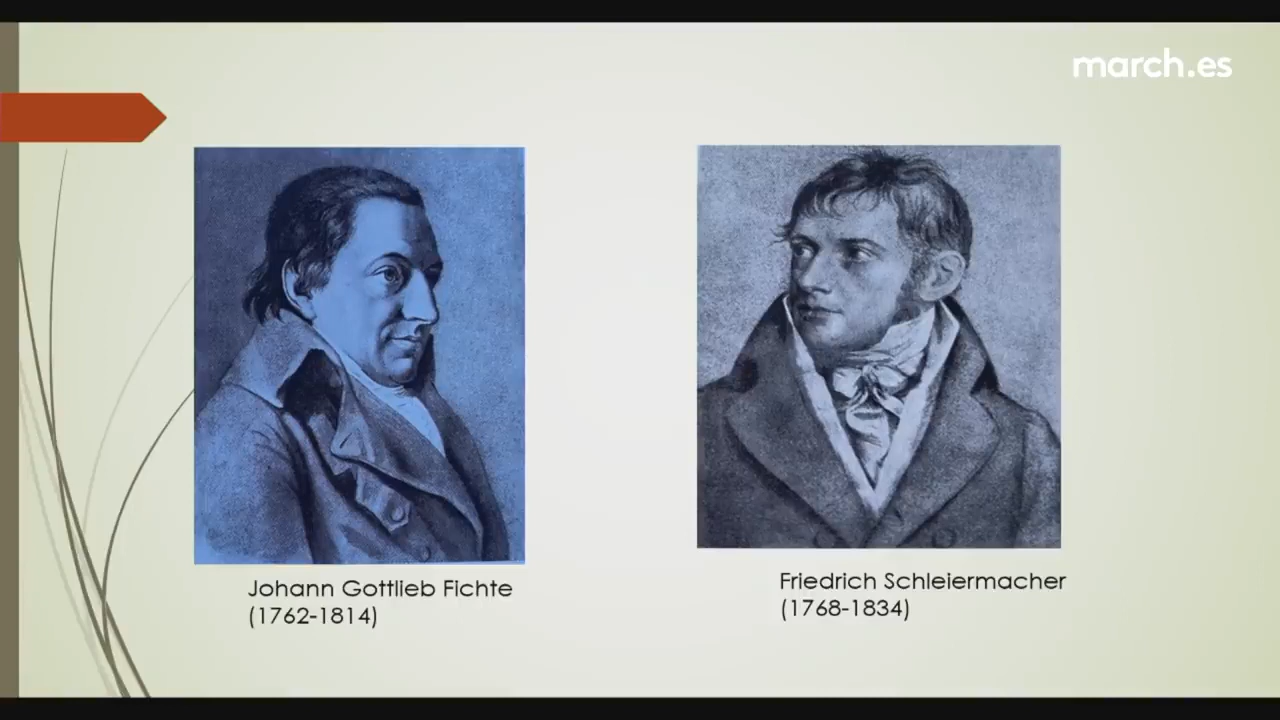 march.es
Johann Gottlieb Fichte
(1762-1814)
Friedrich Schleiermacher
(1768-1834)